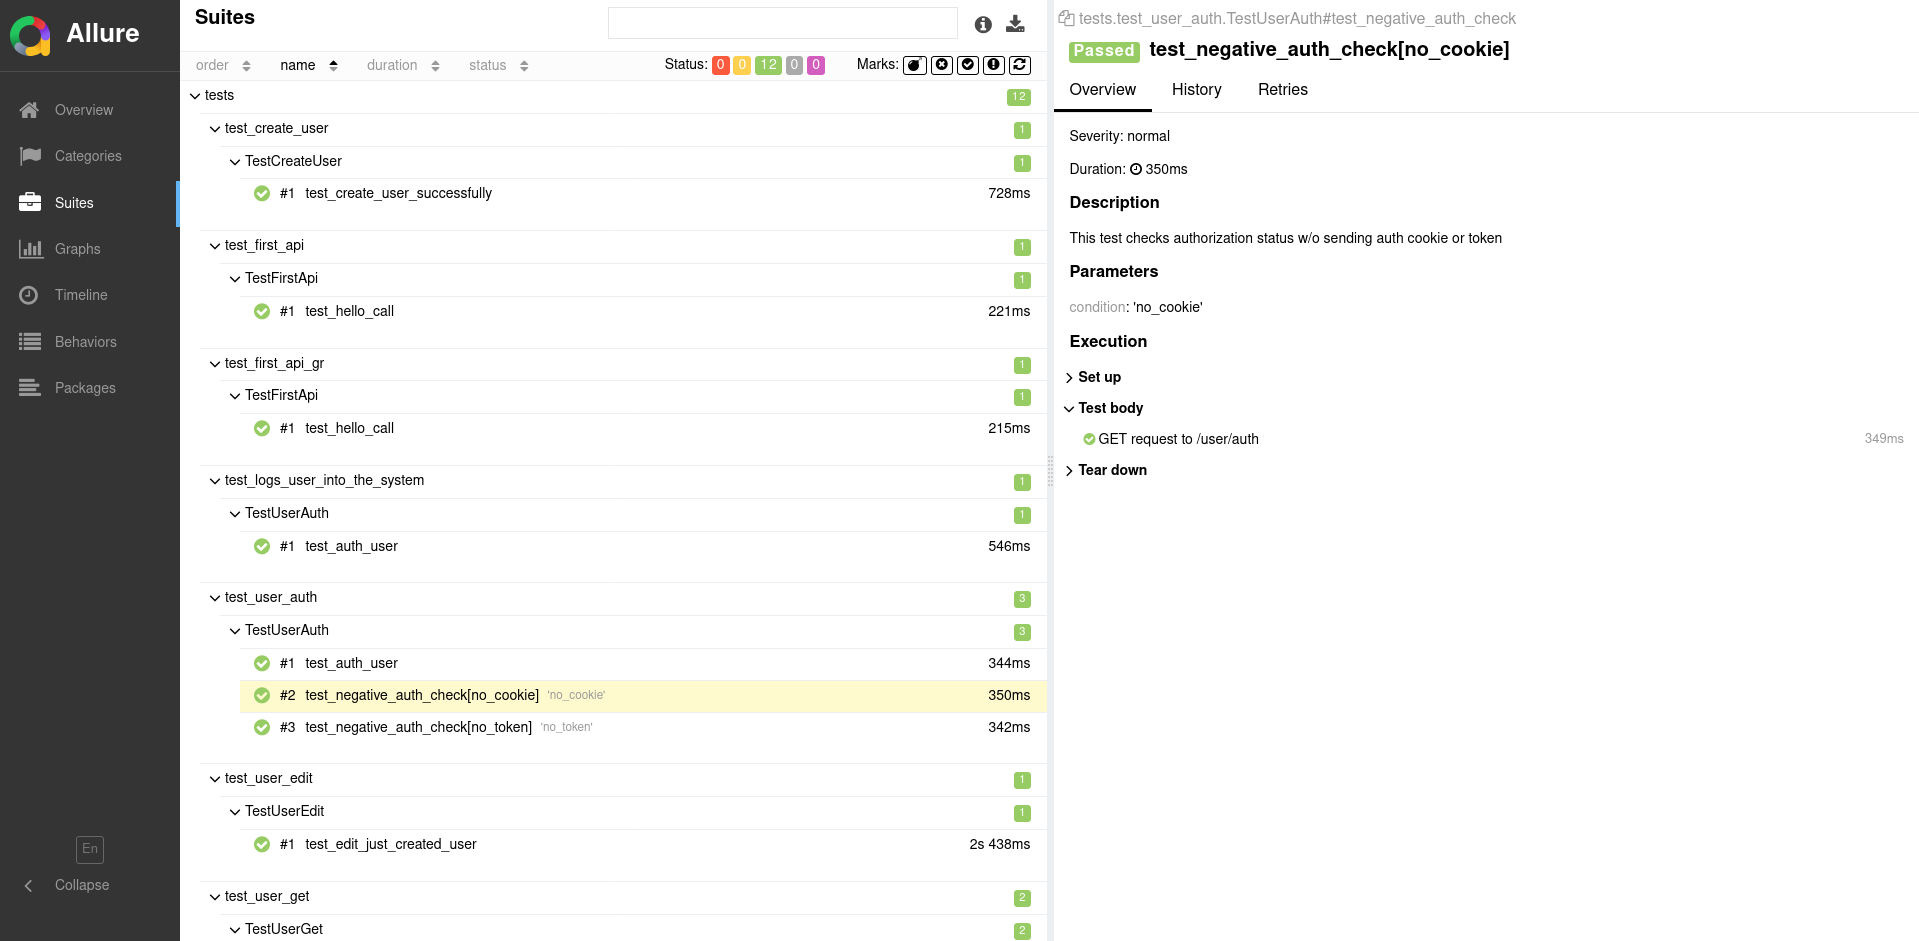 Allure
Overview
Categories
Suites
Graphs
Timeline
Behaviors
Packages
En
Collapse
Suites
order name duration status Status: 0 0 12 0 0 Marks:
tests 12
test_create_user 1
TestCreateUser 1
#1 test_create_user_successfully 728ms
test_first_api 1
TestFirstApi 1
#1 test_hello_call 221ms
test_first_api_gr 1
TestFirstApi 1
#1 test_hello_call 215ms
test_logs_user_into_the_system 1
TestUserAuth 1
#1 test_auth_user 546ms
test_user_auth 3
TestUserAuth 3
#1 test_auth_user 344ms
#2 test_negative_auth_check[no_cookie] 'no_cookie' 350ms
#3 test_negative_auth_check[no_token] 'no_token' 342ms
test_user_edit 1
TestUserEdit 1
#1 test_edit_just_created_user 2s 438ms
test_user_get 2
TestUserGet 2
tests.test_user_auth.TestUserAuth#test_negative_auth_check
Passed test_negative_auth_check[no_cookie]
Overview History Retries
Severity: normal
Duration: 350ms
Description
This test checks authorization status w/o sending auth cookie or token
Parameters
condition: 'no_cookie'
Execution
Set up
Test body
GET request to /user/auth 349ms
Tear down